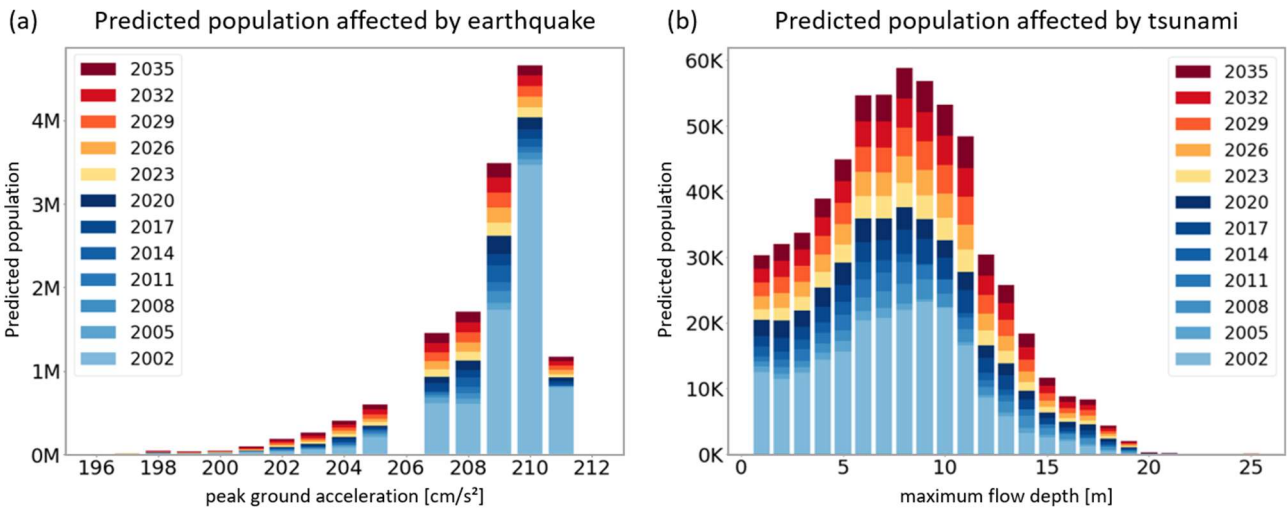 (a) Predicted population affected by earthquake
2035
2032
2029
2026
2023
2020
2017
2014
2011
2008
2005
2002
4M
3M
2M
1M
0M
Predicted population
196 198 200 202 204 206 208 210 212
peak ground acceleration [cm/s²]
(b) Predicted population affected by tsunami
60K
50K
40K
30K
20K
10K
0K
Predicted population
2035
2032
2029
2026
2023
2020
2017
2014
2011
2008
2005
2002
0 5 10 15 20 25
maximum flow depth [m]